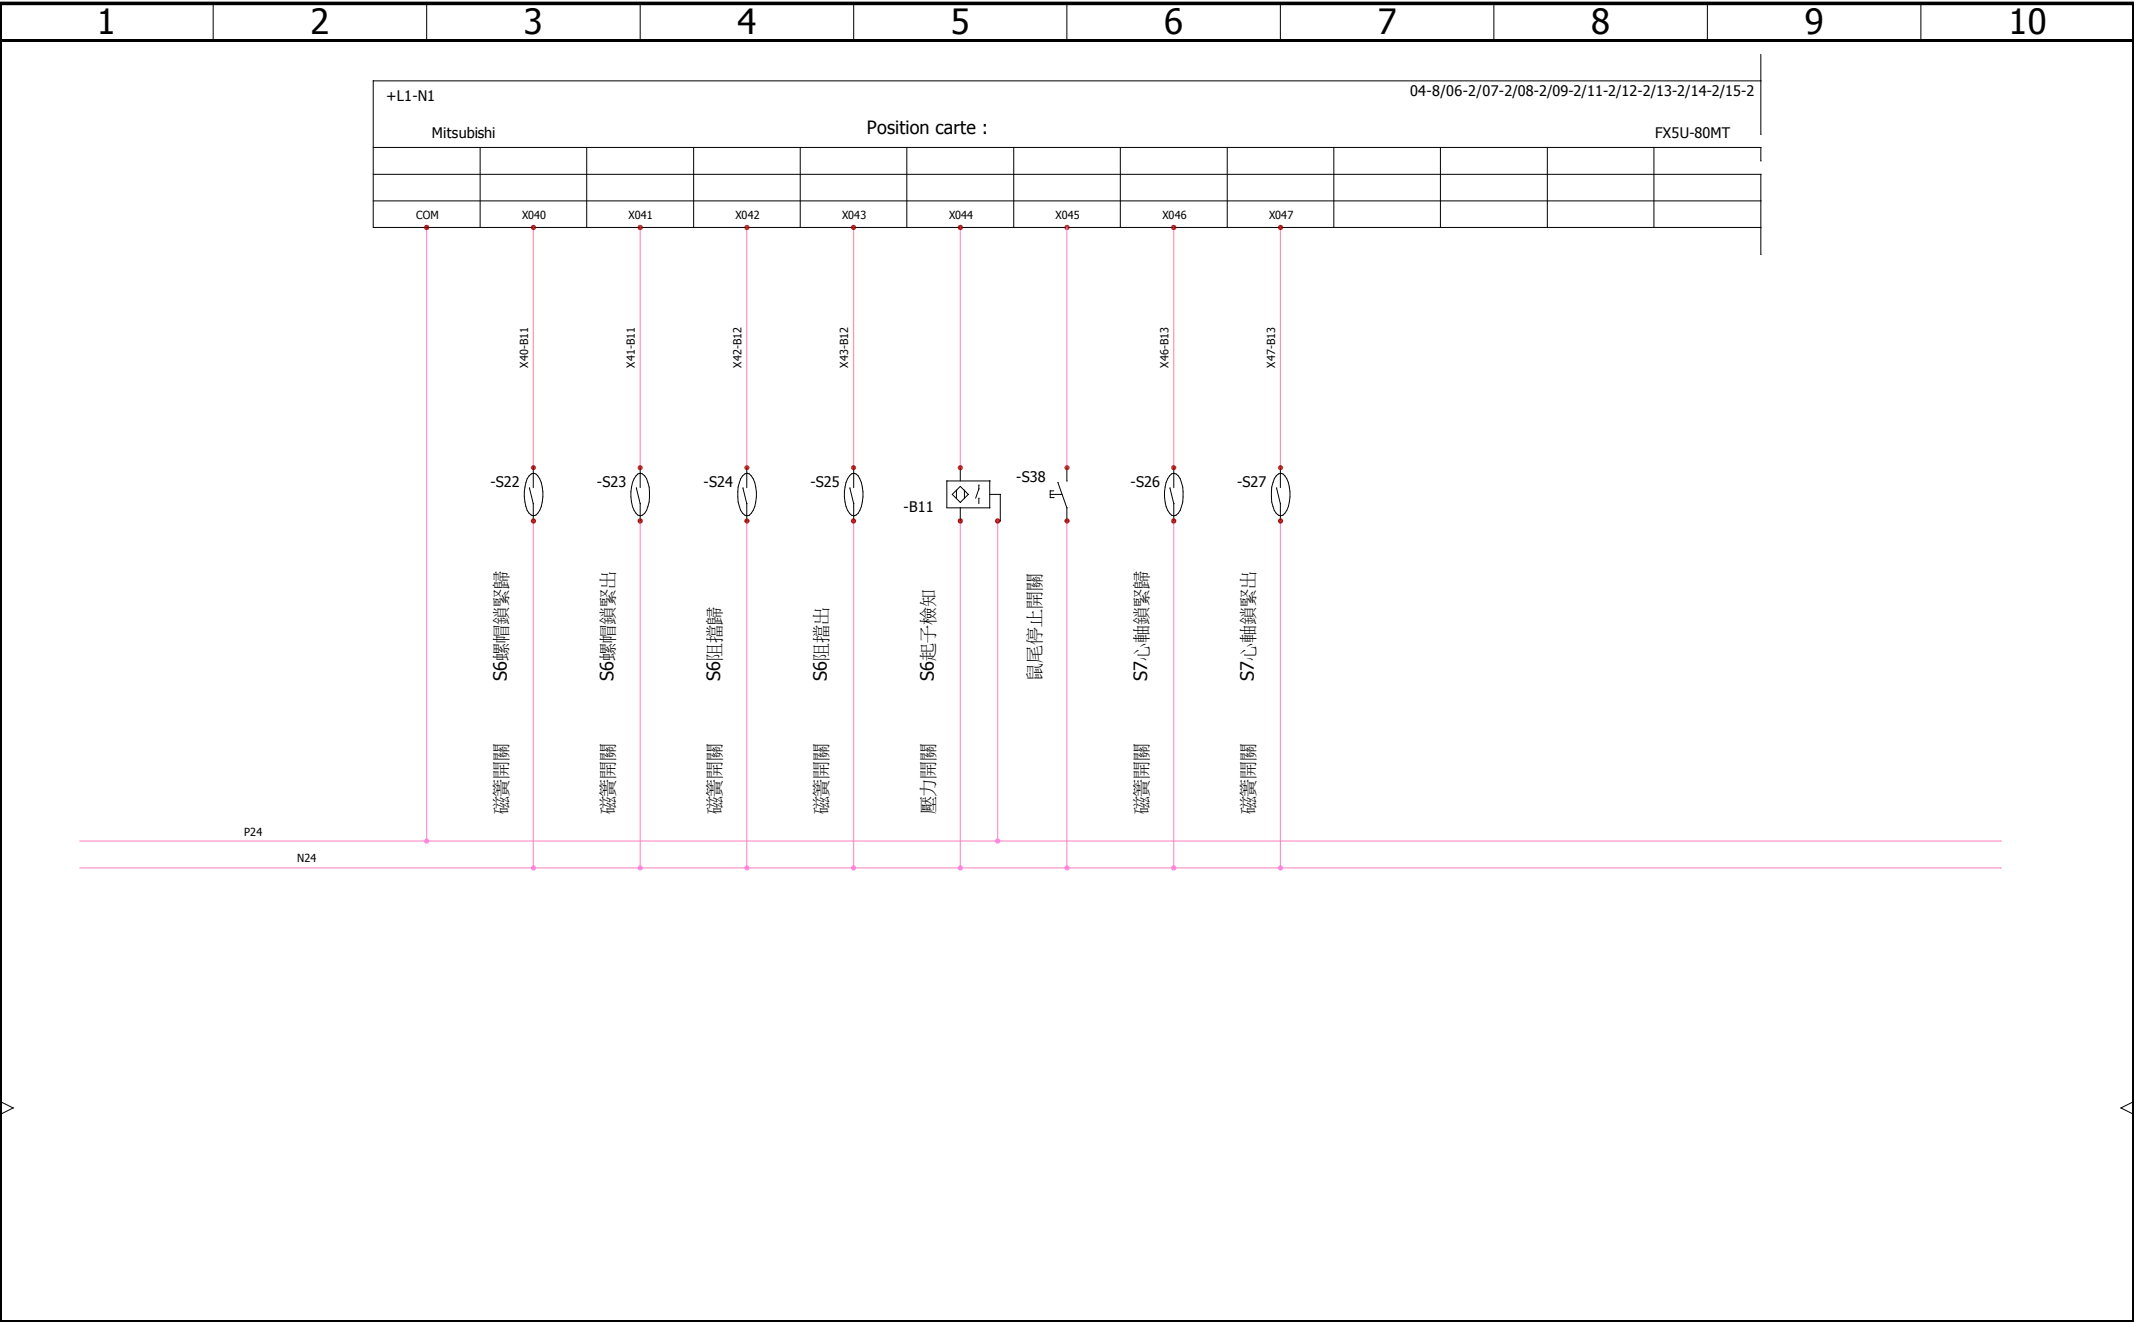 1 2 3 4 5 6 7 8 9 10
+L1-N1 04-8/06-2/07-2/08-2/09-2/11-2/12-2/13-2/14-2/15-2
Mitsubishi Position carte : FX5U-80MT
COM X040 X041 X042 X043 X044 X045 X046 X047
X40-B11
X41-B11
X42-B12
X43-B12
X46-B13
X47-B13
-S22
-S23
-S24
-S25
-B11
-S38
-S26
-S27
S6螺帽鎖緊歸
S6螺帽鎖緊出
S6阻擋歸
S6阻擋出
S6起子檢知
鼠尾停止開關
S7心軸鎖緊歸
S7心軸鎖緊出
磁簧開關
磁簧開關
磁簧開關
磁簧開關
壓力開關
磁簧開關
磁簧開關
P24
N24